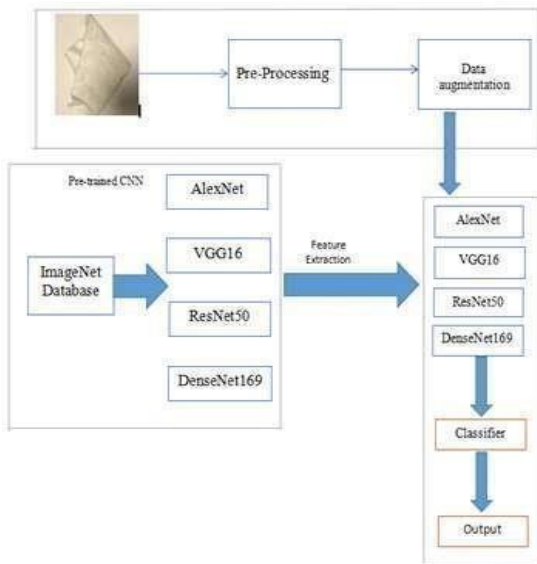 Pre-Processing
Data
augmentation
Pre-trained CNN
AlexNet
VGG16
ImageNet
Database
ResNet50
DenseNet169
Feature
Extraction
AlexNet
VGG16
ResNet50
DenseNet169
Classifier
Output